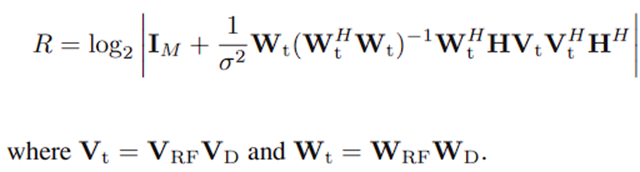 R = log₂ |I_M + 1/σ² W_t(W_t^H W_t)^{-1} W_t^H H V_t V_t^H H^H|
where V_t = V_RF V_D and W_t = W_RF W_D.